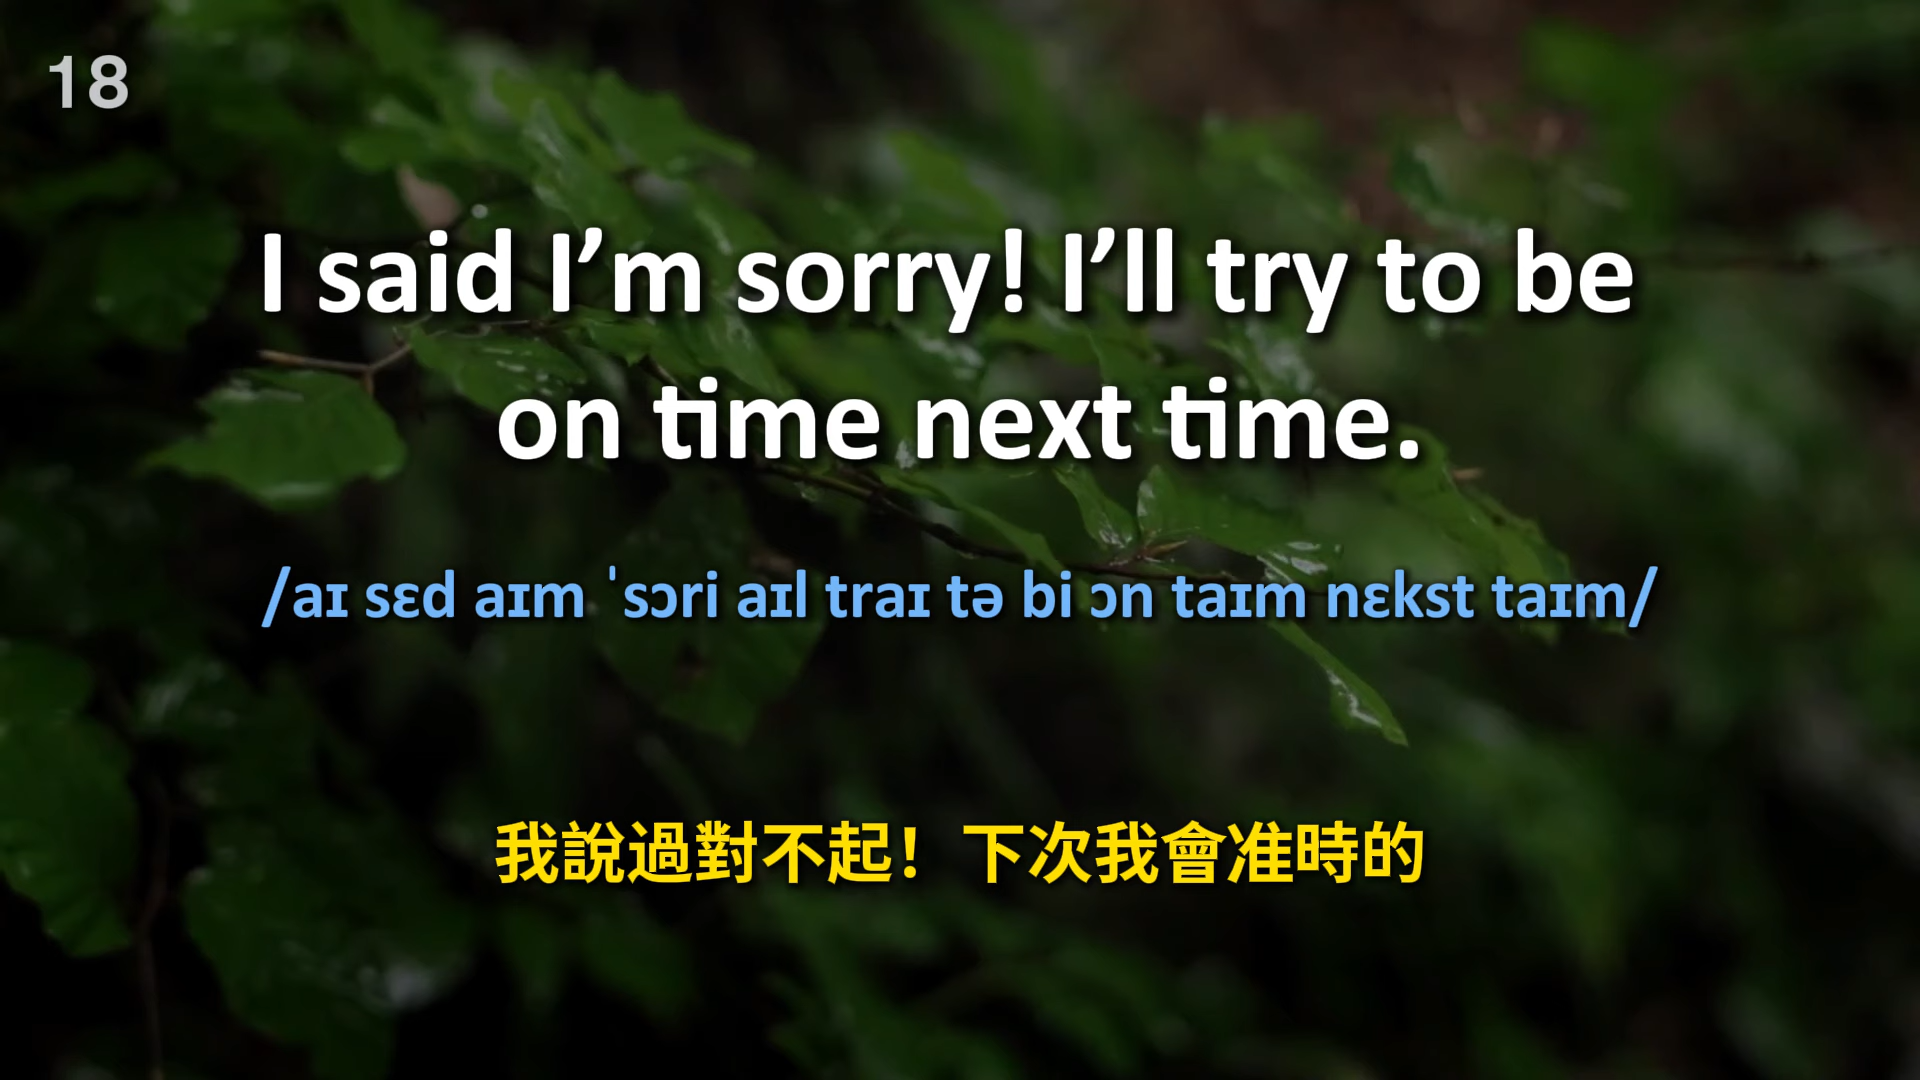 18
I said I’m sorry! I’ll try to be
on time next time.
/aɪ sɛd aɪm ˈsɔri aɪl traɪ tə bi ɔn taɪm nɛkst taɪm/
我說過對不起！下次我會准時的